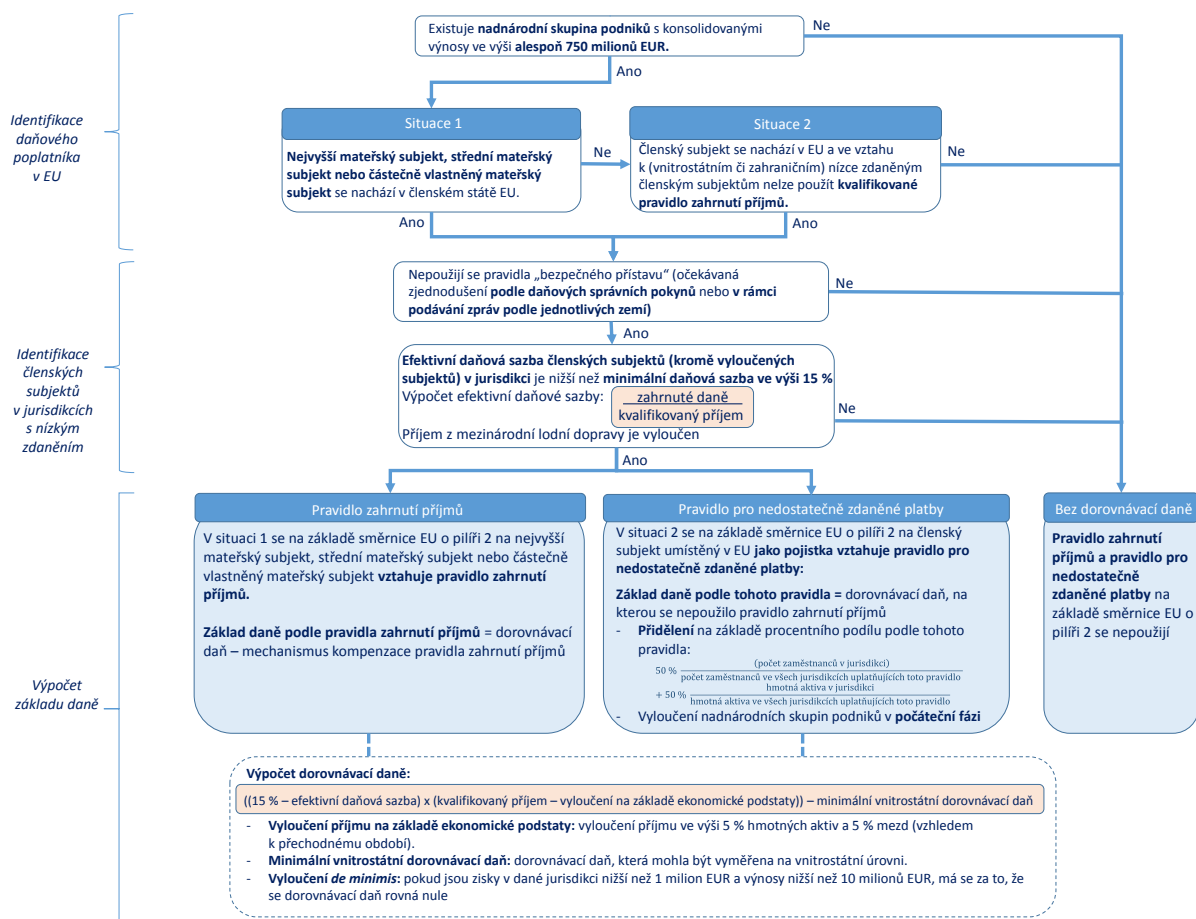 Existuje nadnárodní skupina podniků s konsolidovanými
výnosy ve výši alespoň 750 milionů EUR.
Ne
Ano
Identifikace
daňového
poplatníka
v EU
Situace 1
Nejvyšší mateřský subjekt, střední mateřský
subjekt nebo částečně vlastněný mateřský
subjekt se nachází v členském státě EU.
Ne
Situace 2
Členský subjekt se nachází v EU a ve vztahu
k (vnitrostátním či zahraničním) nízce zdaněným
členským subjektům nelze použít kvalifikované
pravidlo zahrnutí příjmů.
Ne
Ano
Ano
Nepoužijí se pravidla „bezpečného přístavu“ (očekávaná
zjednodušení podle daňových správních pokynů nebo v rámci
podávání zpráv podle jednotlivých zemí)
Ne
Ano
Identifikace
členských
subjektů
v jurisdikcích
s nízkým
zdaněním
Efektivní daňová sazba členských subjektů (kromě vyloučených
subjektů) v jurisdikci je nižší než minimální daňová sazba ve výši 15 %
Výpočet efektivní daňové sazby:
zahrnuté daně
kvalifikovaný příjem
Příjem z mezinárodní lodní dopravy je vyloučen
Ne
Ano
Výpočet
základu daně
Pravidlo zahrnutí příjmů
V situaci 1 se na základě směrnice EU o pilíři 2 na nejvyšší
mateřský subjekt, střední mateřský subjekt nebo částečně
vlastněný mateřský subjekt vztahuje pravidlo zahrnutí
příjmů.
Základ daně podle pravidla zahrnutí příjmů = dorovnávací
daň – mechanismus kompenzace pravidla zahrnutí příjmů
Pravidlo pro nedostatečně zdaněné platby
V situaci 2 se na základě směrnice EU o pilíři 2 na členský
subjekt umístěný v EU jako pojistka vztahuje pravidlo pro
nedostatečně zdaněné platby:
Základ daně podle tohoto pravidla = dorovnávací daň, na
kterou se nepoužilo pravidlo zahrnutí příjmů
- Přidělení na základě procentního podílu podle tohoto
pravidla:
(počet zaměstnanců v jurisdikci)
50 %
počet zaměstnanců ve všech jurisdikcích uplatňujících toto pravidlo
hmotná aktiva v jurisdikci
+ 50 %
hmotná aktiva ve všech jurisdikcích uplatňujících toto pravidlo
- Vyloučení nadnárodních skupin podniků v počáteční fázi
Bez dorovnávací daně
Pravidlo zahrnutí
příjmů a pravidlo pro
nedostatečně
zdaněné platby na
základě směrnice EU o
pilíři 2 se nepoužijí
Výpočet dorovnávací daně:
((15 % – efektivní daňová sazba) x (kvalifikovaný příjem – vyloučení na základě ekonomické podstaty)) – minimální vnitrostátní dorovnávací daň
- Vyloučení příjmu na základě ekonomické podstaty: vyloučení příjmu ve výši 5 % hmotných aktiv a 5 % mezd (vzhledem
k přechodnému období).
- Minimální vnitrostátní dorovnávací daň: dorovnávací daň, která mohla být vyměřena na vnitrostátní úrovni.
- Vyloučení de minimis: pokud jsou zisky v dané jurisdikci nižší než 1 milion EUR a výnosy nižší než 10 milionů EUR, má se za to, že
se dorovnávací daň rovná nule